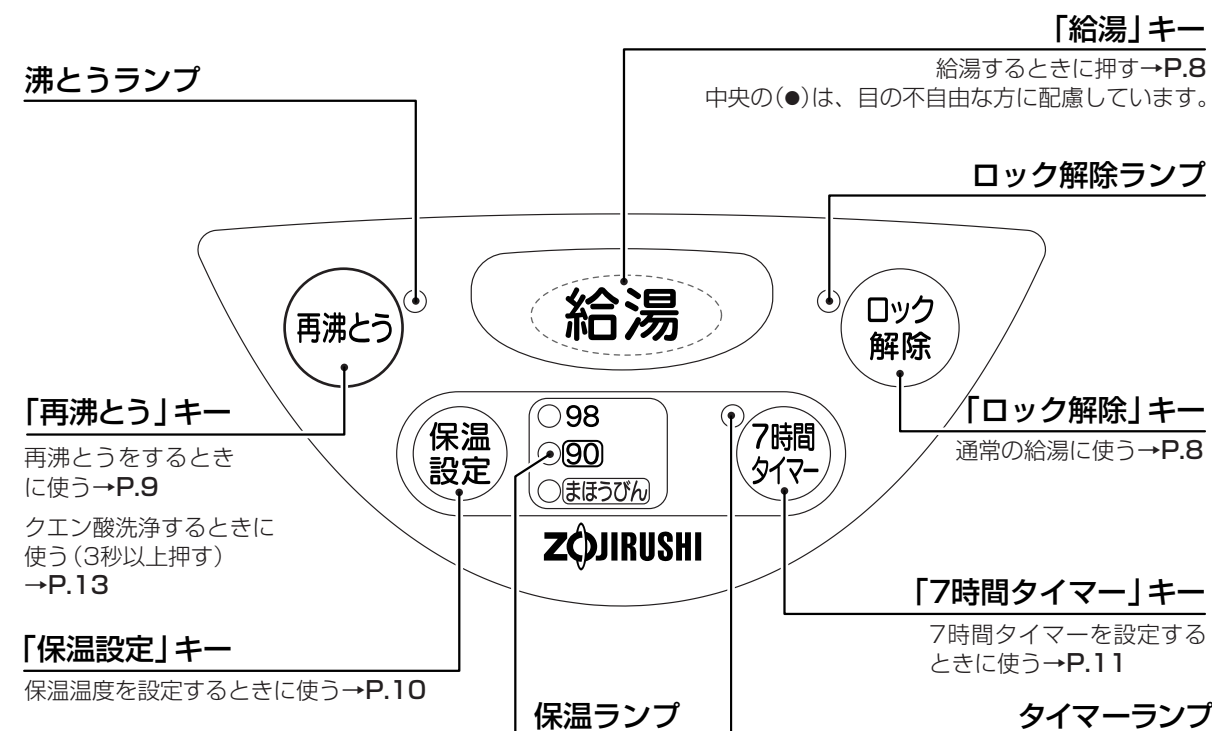 「給湯」キー
給湯するときに押す→P.8
中央の(●)は、目の不自由な方に配慮しています。
沸とうランプ
ロック解除ランプ
再沸とう
給湯
ロック
解除
「再沸とう」キー
再沸とうをするとき
に使う→P.9
クエン酸洗浄するときに
使う(3秒以上押す)
→P.13
保温
設定
98
90
まほうびん
7時間
タイマー
ZOJIRUSHI
「ロック解除」キー
通常の給湯に使う→P.8
「7時間タイマー」キー
7時間タイマーを設定する
ときに使う→P.11
「保温設定」キー
保温温度を設定するときに使う→P.10
保温ランプ
タイマーランプ